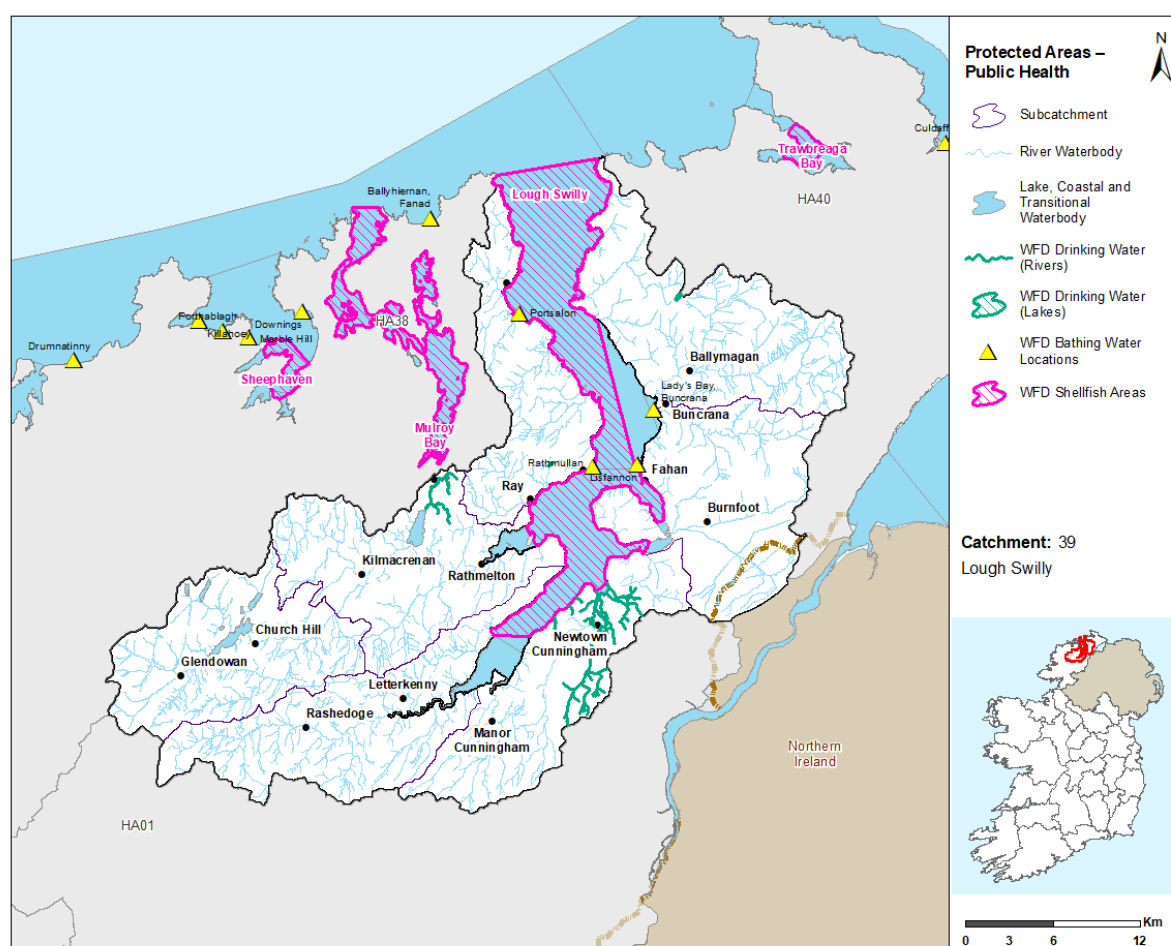 Culdaff
Trawbreaga
Bay
HA40
Lough Swilly
Ballyhiernan,
Fanad
Portsalon
Porthablagh
Killahoey
Downings
Marble Hill
HA38
Drumnatinny
Sheephaven
Mulroy
Bay
Ballymagan
Lady's Bay,
Buncrana
Buncrana
Rathmullan
Lisfannon
Fahan
Ray
Burnfoot
Kilmacrenan
Rathmelton
Church Hill
Newtown
Cunningham
Glendowan
Letterkenny
Rashedoge
Manor
Cunningham
Northern
Ireland
HA01
Protected Areas –
Public Health
N
Subcatchment
River Waterbody
Lake, Coastal and
Transitional
Waterbody
WFD Drinking Water
(Rivers)
WFD Drinking Water
(Lakes)
WFD Bathing Water
Locations
WFD Shellfish Areas
Catchment: 39
Lough Swilly
Km
0 3 6 12